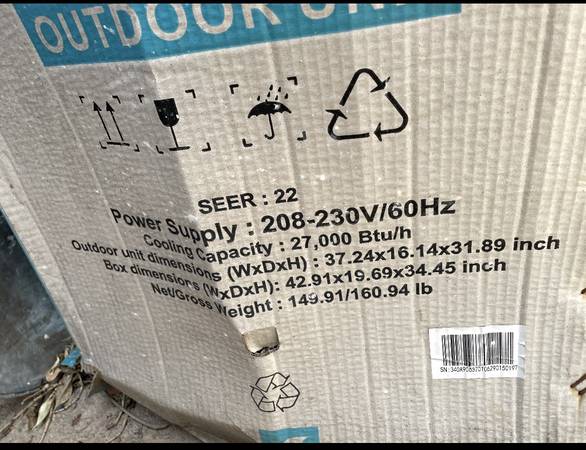 OUTDOOR UN
SEER : 22
Power Supply : 208-230V/60Hz
Cooling Capacity : 27,000 Btu/h
Outdoor unit dimensions (WxDxH) : 37.24x16.14x31.89 inch
Box dimensions (WxDxH): 42.91x19.69x34.45 inch
Net/Gross Weight : 149.91/160.94 lb